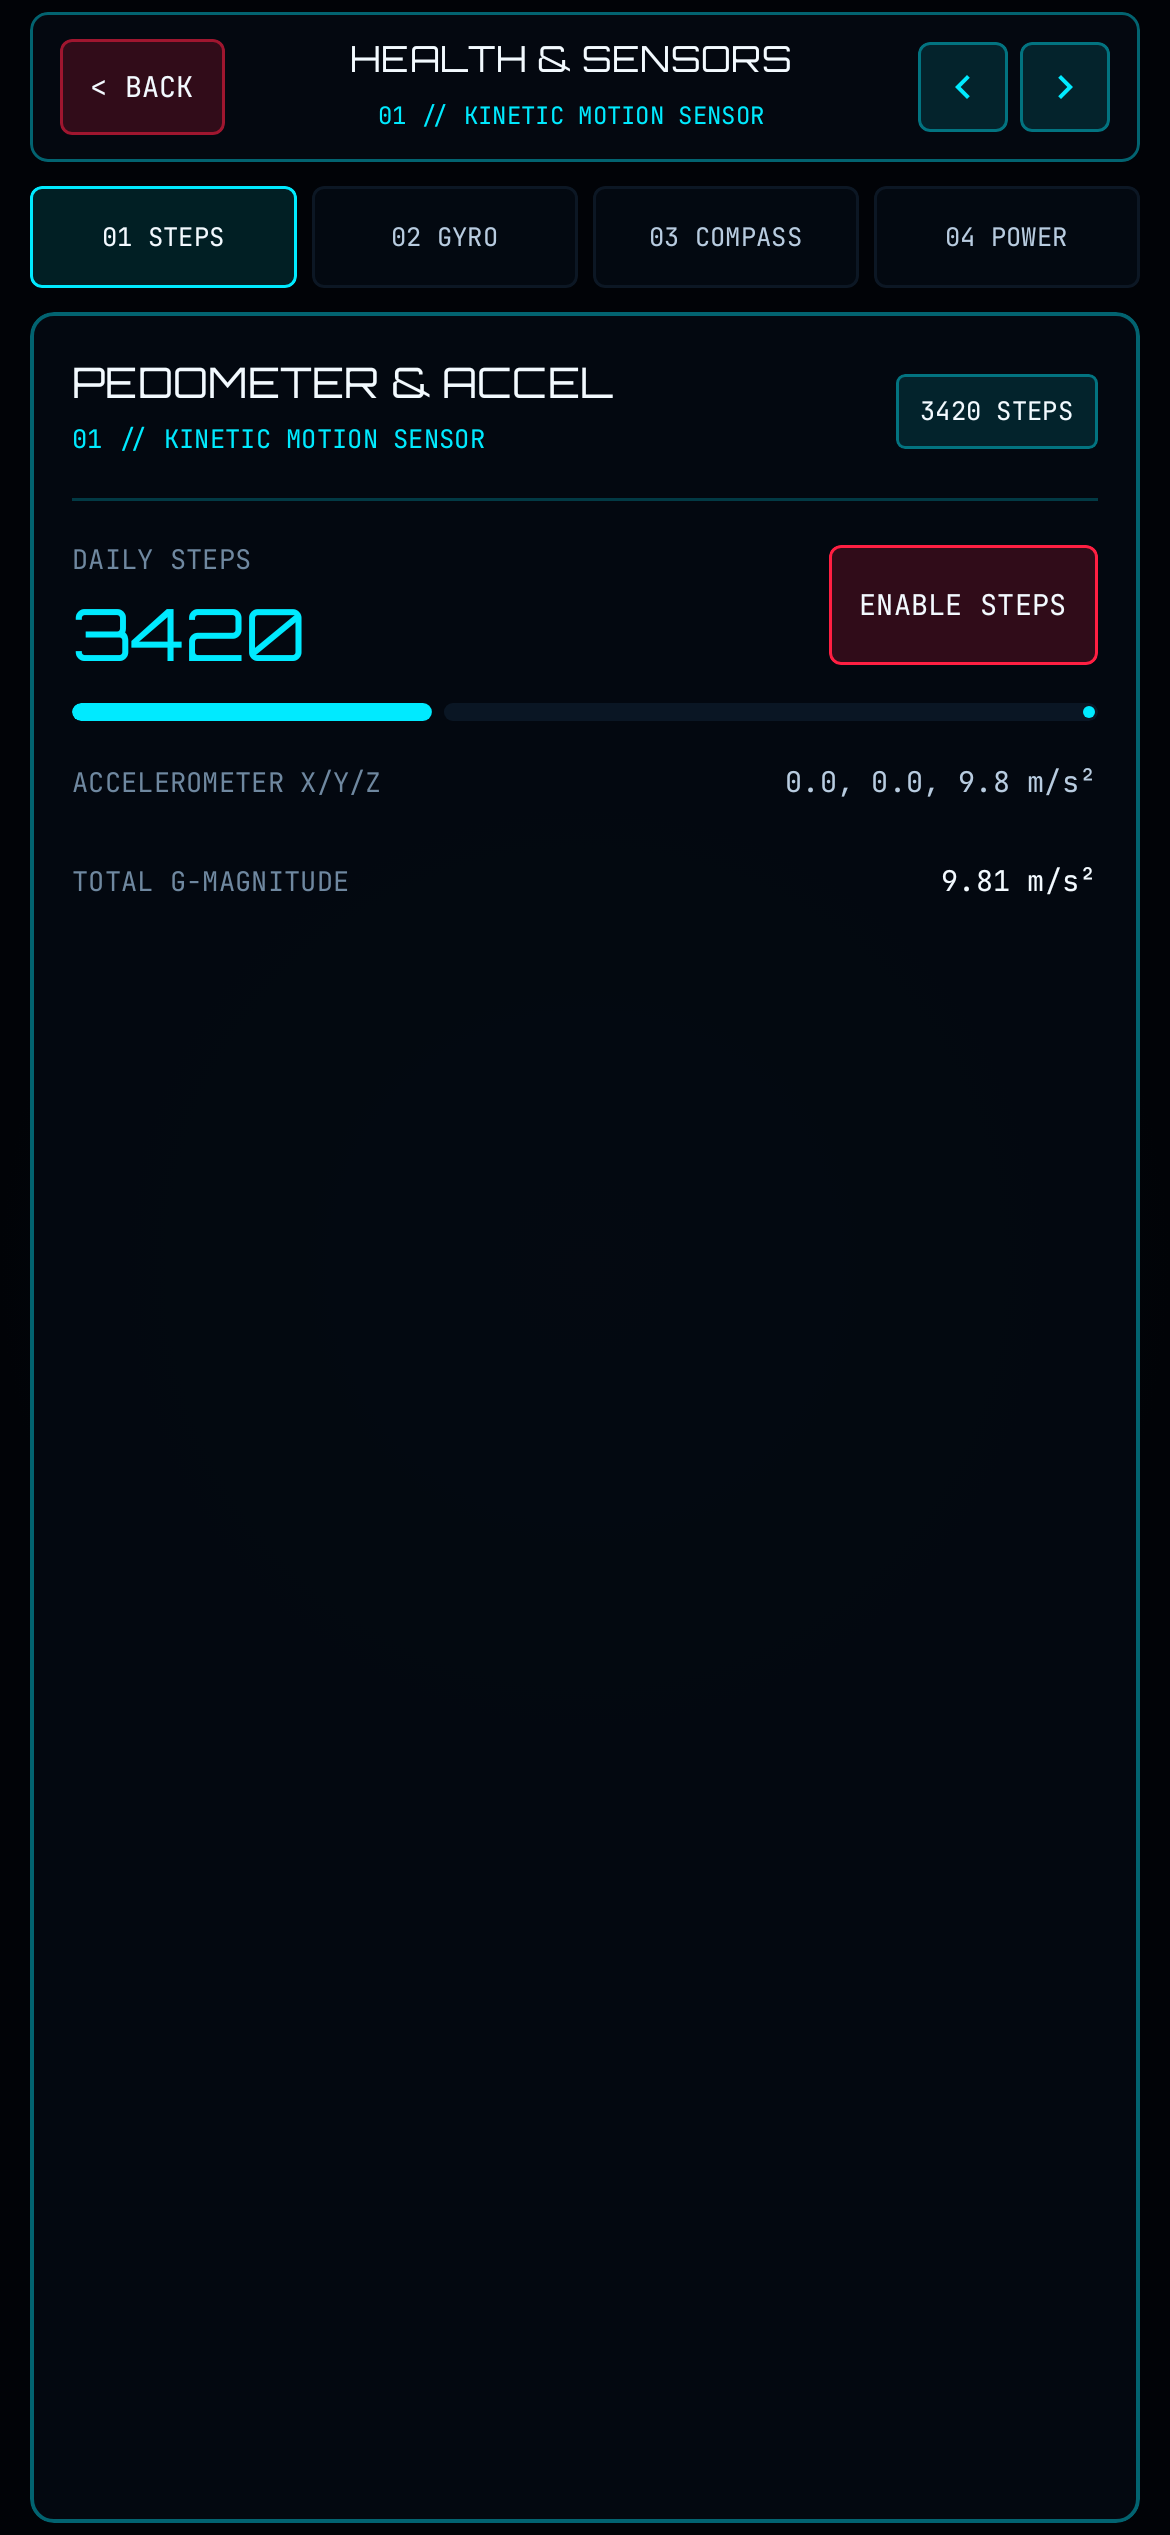 < BACK
HEALTH & SENSORS
01 // KINETIC MOTION SENSOR
01 STEPS
02 GYRO
03 COMPASS
04 POWER
PEDOMETER & ACCEL
01 // KINETIC MOTION SENSOR
3420 STEPS
DAILY STEPS
3420
ENABLE STEPS
ACCELEROMETER X/Y/Z
0.0, 0.0, 9.8 m/s²
TOTAL G-MAGNITUDE
9.81 m/s²